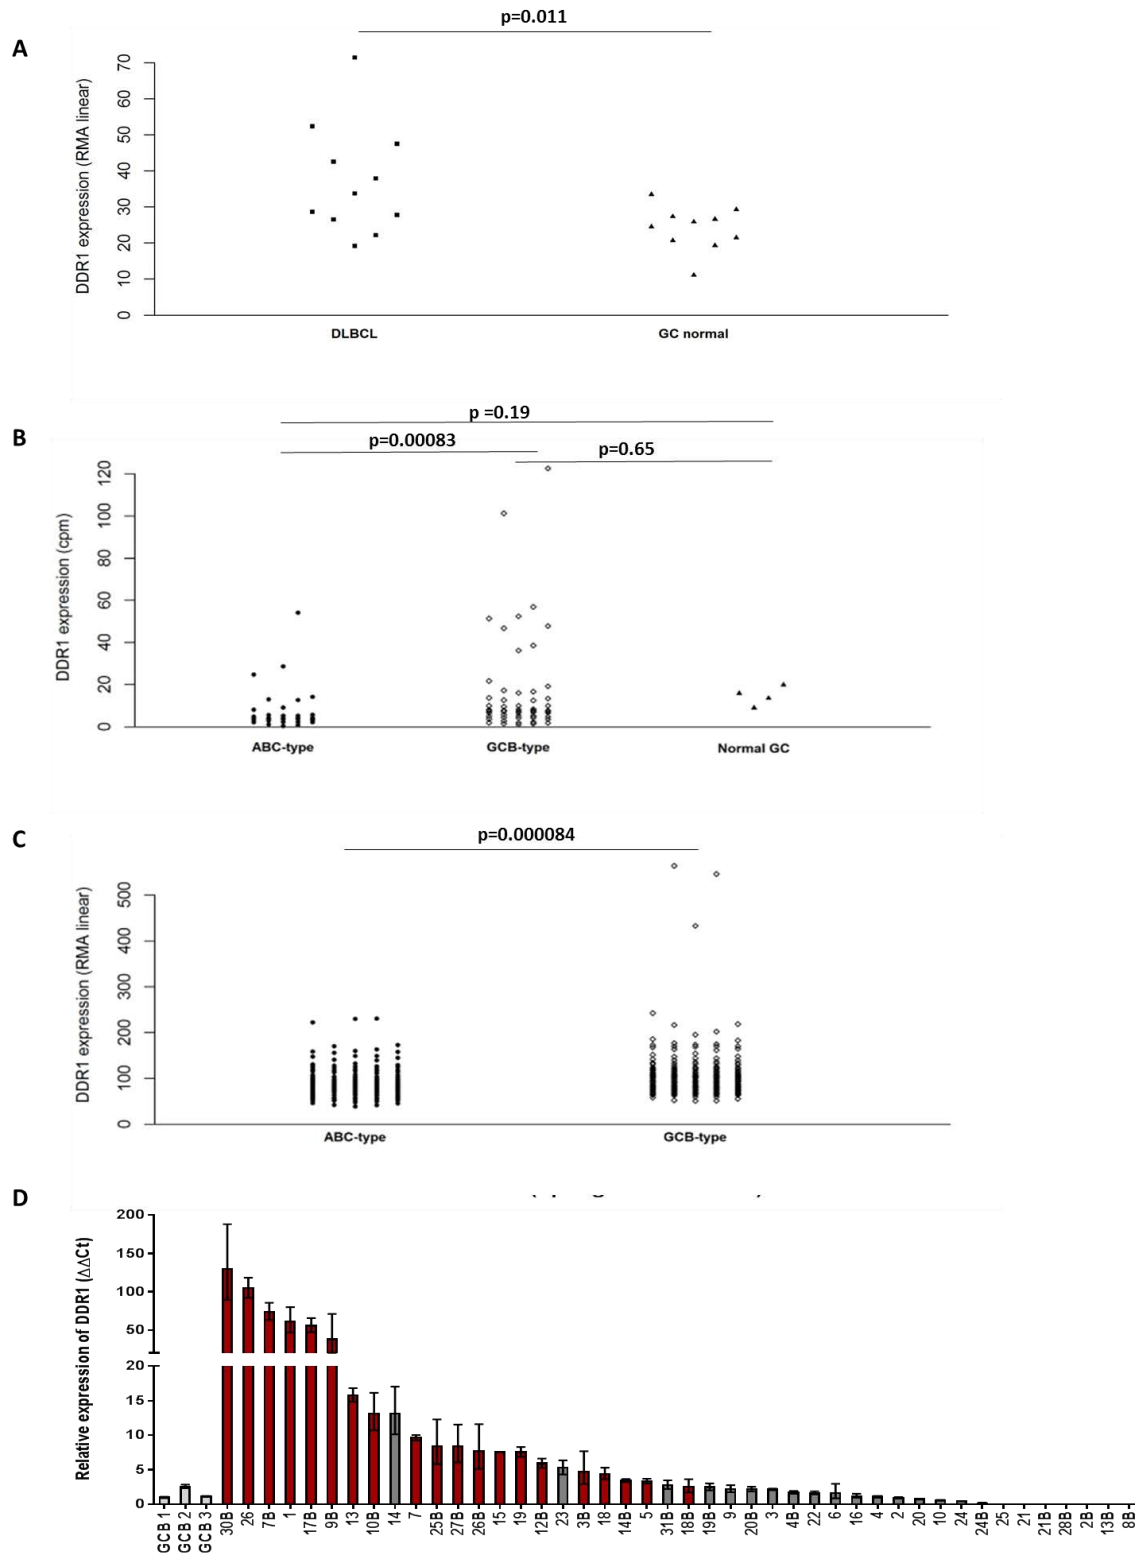 p=0.011
A
DDR1 expression (RMA linear)
70
60
50
40
30
20
10
0
DLBCL
GC normal
p =0.19
B
p=0.00083
p=0.65
DDR1 expression (cpm)
120
100
80
60
40
20
0
ABC-type
GCB-type
Normal GC
C
p=0.000084
DDR1 expression (RMA linear)
500
400
300
200
100
0
ABC-type
GCB-type
D
Relative expression of DDR1 (ΔΔCt)
200
150
100
50
20
15
10
5
0
GCB 1
GCB 2
GCB 3
30B
26
7B
1
17B
9B
13
10B
14
7
25B
27B
26B
15
19
12B
23
3B
18
14B
5
31B
18B
19B
9
20B
3
4B
22
6
16
4
2
20
10
24
24B
25
21
21B
28B
2B
13B
8B